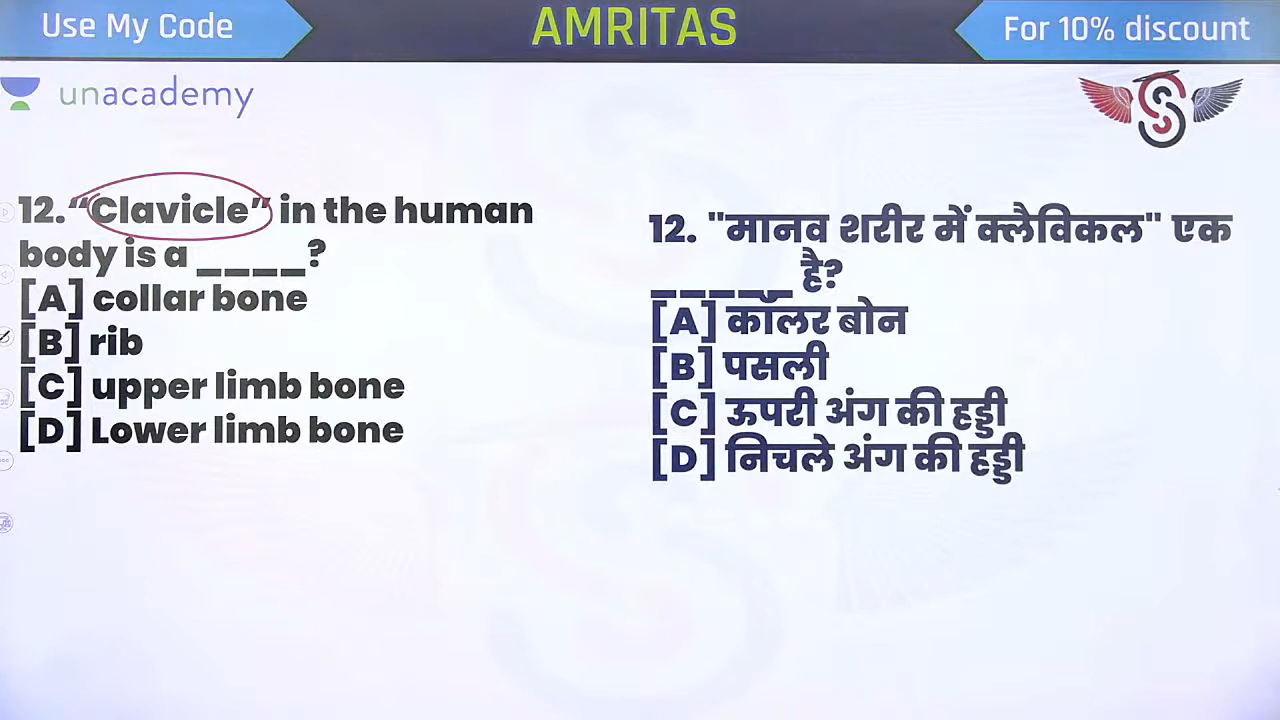 Use My Code
AMRITAS
For 10% discount
unacademy
12. “Clavicle” in the human
body is a ____?
[A] collar bone
[B] rib
[C] upper limb bone
[D] Lower limb bone
12. "मानव शरीर में क्लैविकल" एक
_____ है?
[A] कॉलर बोन
[B] पसली
[C] ऊपरी अंग की हड्डी
[D] निचले अंग की हड्डी